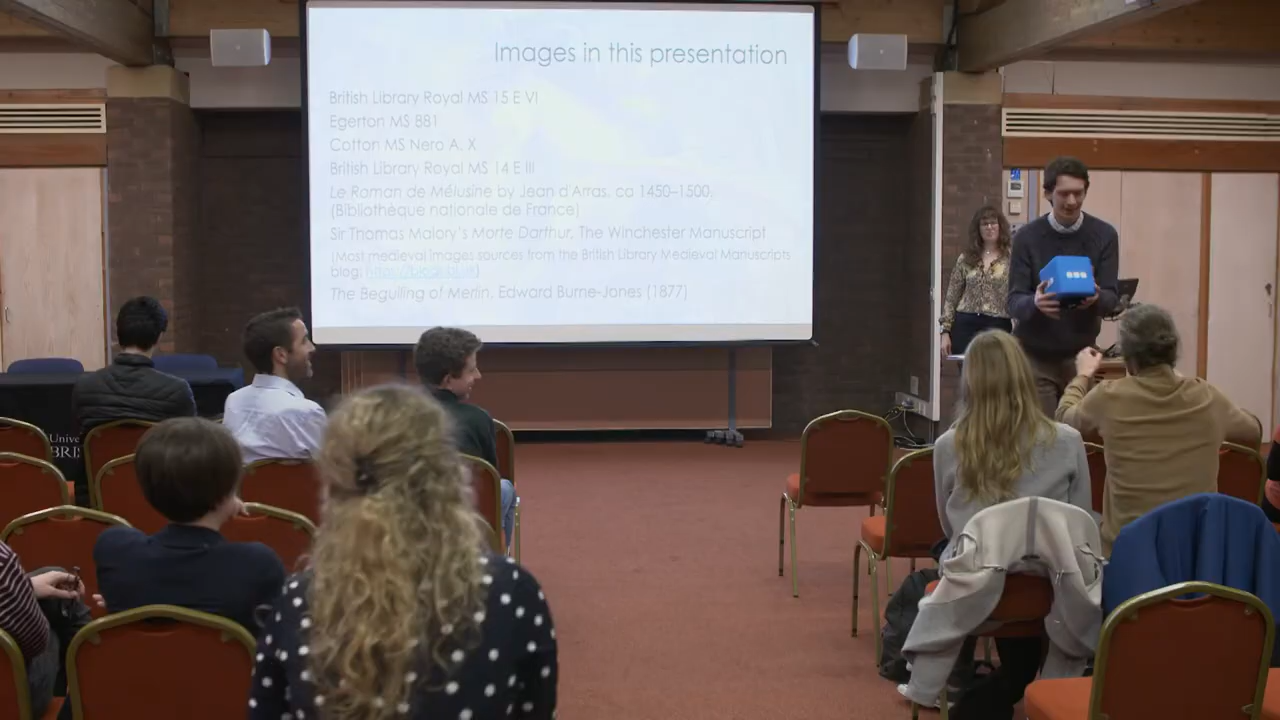 Images in this presentation
British Library Royal MS 15 E VI
Egerton MS 881
Cotton MS Nero A. X
British Library Royal MS 14 E III
Le Roman de Mélusine by Jean d'Arras, ca 1450–1500,
(Bibliothèque nationale de France)
Sir Thomas Malory's Morte Darthur, The Winchester Manuscript
(Most medieval images sources from the British Library Medieval Manuscripts
blog:
The Beguiling of Merlin, Edward Burne-Jones (1877)
Unive
BRI